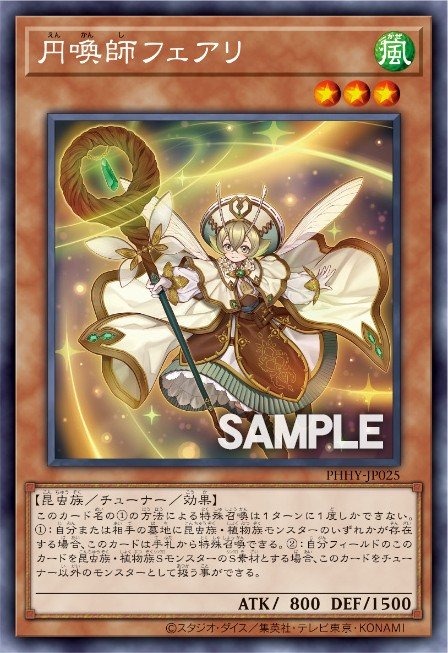 円喚師フェアリ
風
SAMPLE
PHHY-JP025
【昆虫族／チューナー／効果】
このカード名の①の方法による特殊召喚は１ターンに１度しかできない。
①：自分または相手の墓地に昆虫族・植物族モンスターのいずれかが存在
する場合、このカードは手札から特殊召喚できる。②：自分フィールドのこの
カードを昆虫族・植物族SモンスターのS素材とする場合、このカードをチュー
ナー以外のモンスターとして扱う事ができる。
ATK/ 800 DEF/1500
©スタジオ・ダイス／集英社・テレビ東京・KONAMI